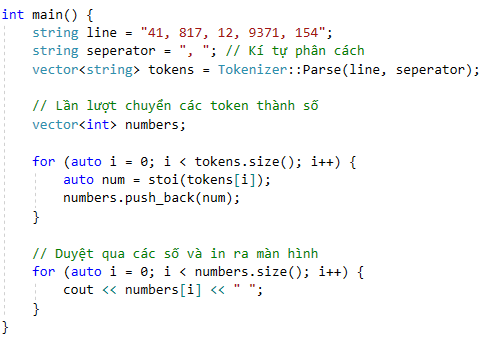 int main() {
    string line = "41, 817, 12, 9371, 154";
    string seperator = ", "; // Kí tự phân cách
    vector<string> tokens = Tokenizer::Parse(line, seperator);
    // Lần lượt chuyển các token thành số
    vector<int> numbers;
    for (auto i = 0; i < tokens.size(); i++) {
        auto num = stoi(tokens[i]);
        numbers.push_back(num);
    }
    // Duyệt qua các số và in ra màn hình
    for (auto i = 0; i < numbers.size(); i++) {
        cout << numbers[i] << " ";
    }
}